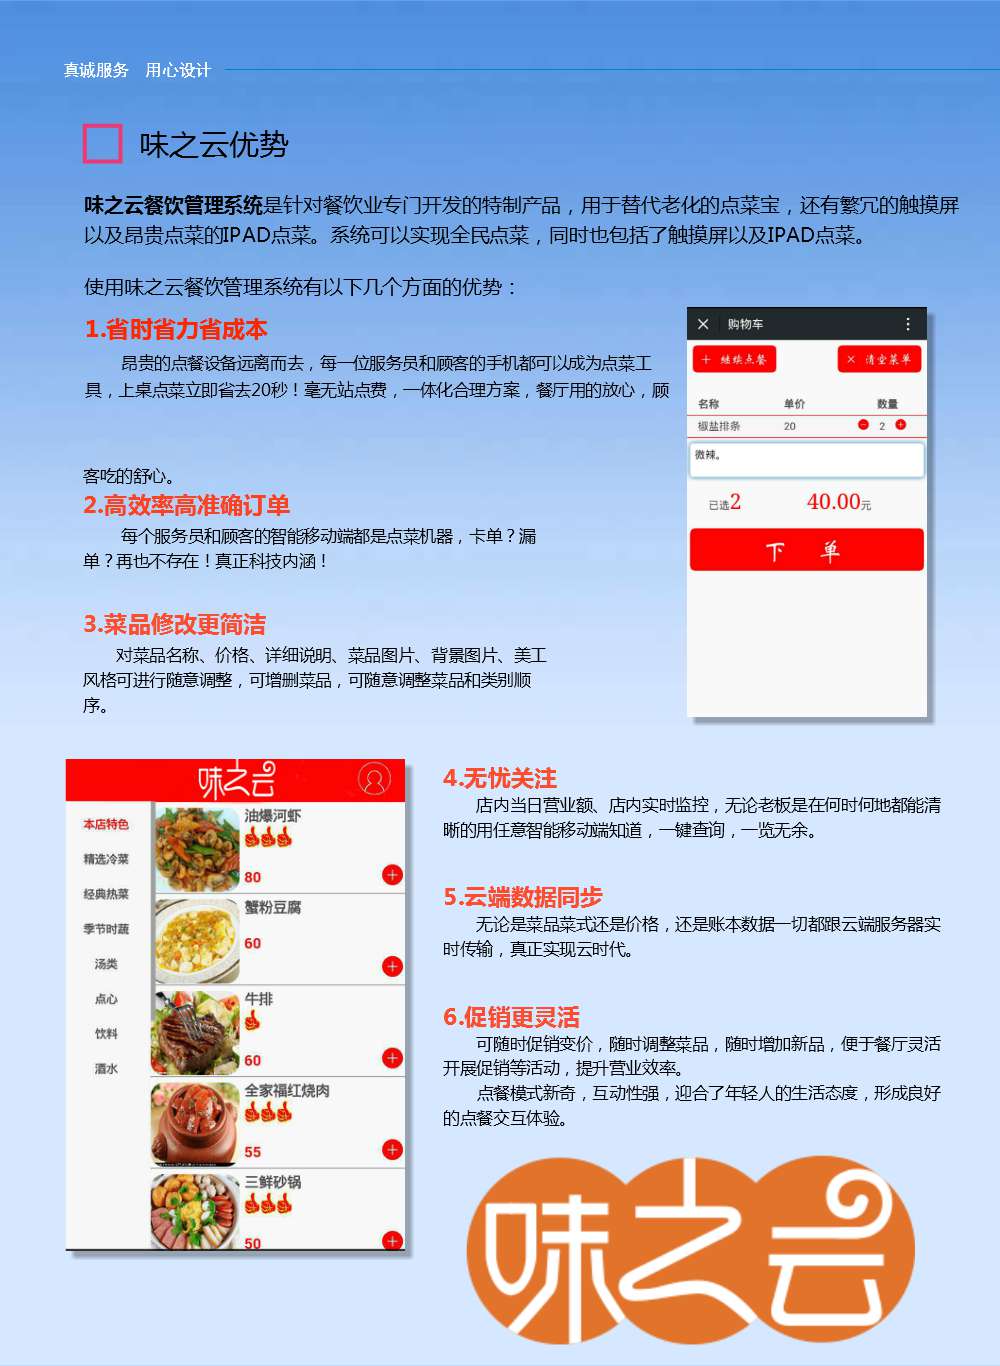 真诚服务　用心设计
味之云优势
味之云餐饮管理系统是针对餐饮业专门开发的特制产品，用于替代老化的点菜宝，还有繁冗的触摸屏
以及昂贵点菜的IPAD点菜。系统可以实现全民点菜，同时也包括了触摸屏以及IPAD点菜。
使用味之云餐饮管理系统有以下几个方面的优势：
1.省时省力省成本
昂贵的点餐设备远离而去，每一位服务员和顾客的手机都可以成为点菜工
具，上桌点菜立即省去20秒！毫无站点费，一体化合理方案，餐厅用的放心，顾
客吃的舒心。
2.高效率高准确订单
每个服务员和顾客的智能移动端都是点菜机器，卡单？漏
单？再也不存在！真正科技内涵！
3.菜品修改更简洁
对菜品名称、价格、详细说明、菜品图片、背景图片、美工
风格可进行随意调整，可增删菜品，可随意调整菜品和类别顺
序。
× 购物车
+ 继续点餐 × 清空菜单
名称 单价 数量
椒盐排条 20 2
微辣。
已选2 40.00元
下 单
味之云
本店特色
精选冷菜
经典热菜
季节时蔬
汤类
点心
饮料
酒水
油爆河虾
80
蟹粉豆腐
60
牛排
60
全家福红烧肉
55
三鲜砂锅
50
4.无忧关注
店内当日营业额、店内实时监控，无论老板是在何时何地都能清
晰的用任意智能移动端知道，一键查询，一览无余。
5.云端数据同步
无论是菜品菜式还是价格，还是账本数据一切都跟云端服务器实
时传输，真正实现云时代。
6.促销更灵活
可随时促销变价，随时调整菜品，随时增加新品，便于餐厅灵活
开展促销等活动，提升营业效率。
点餐模式新奇，互动性强，迎合了年轻人的生活态度，形成良好
的点餐交互体验。
味之云